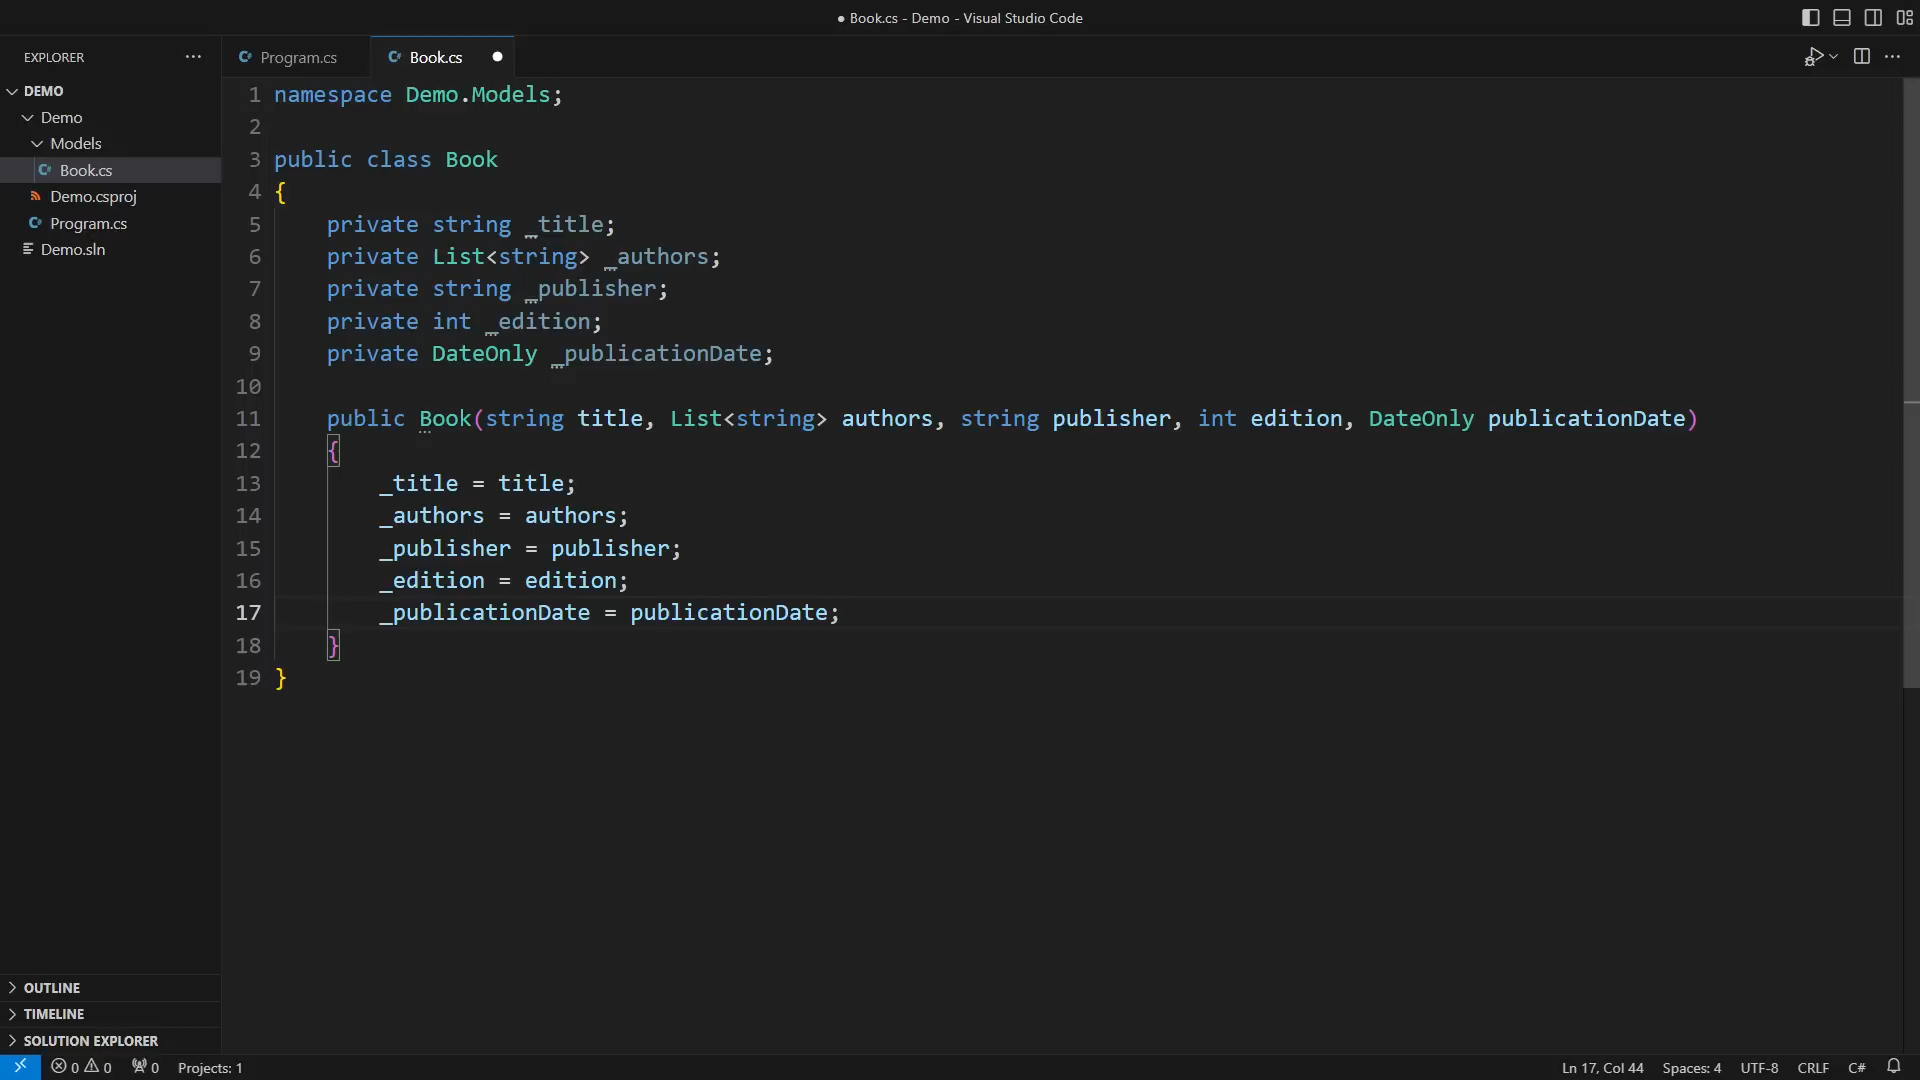 ● Book.cs - Demo - Visual Studio Code
EXPLORER
Program.cs
Book.cs
DEMO
Demo
Models
Book.cs
Demo.csproj
Program.cs
Demo.sln
1 namespace Demo.Models;
2
3 public class Book
4 {
5 private string _title;
6 private List<string> _authors;
7 private string _publisher;
8 private int _edition;
9 private DateOnly _publicationDate;
10
11 public Book(string title, List<string> authors, string publisher, int edition, DateOnly publicationDate)
12 {
13 _title = title;
14 _authors = authors;
15 _publisher = publisher;
16 _edition = edition;
17 _publicationDate = publicationDate;
18 }
19 }
OUTLINE
TIMELINE
SOLUTION EXPLORER
0 0 0 Projects: 1 Ln 17, Col 44 Spaces: 4 UTF-8 CRLF C#